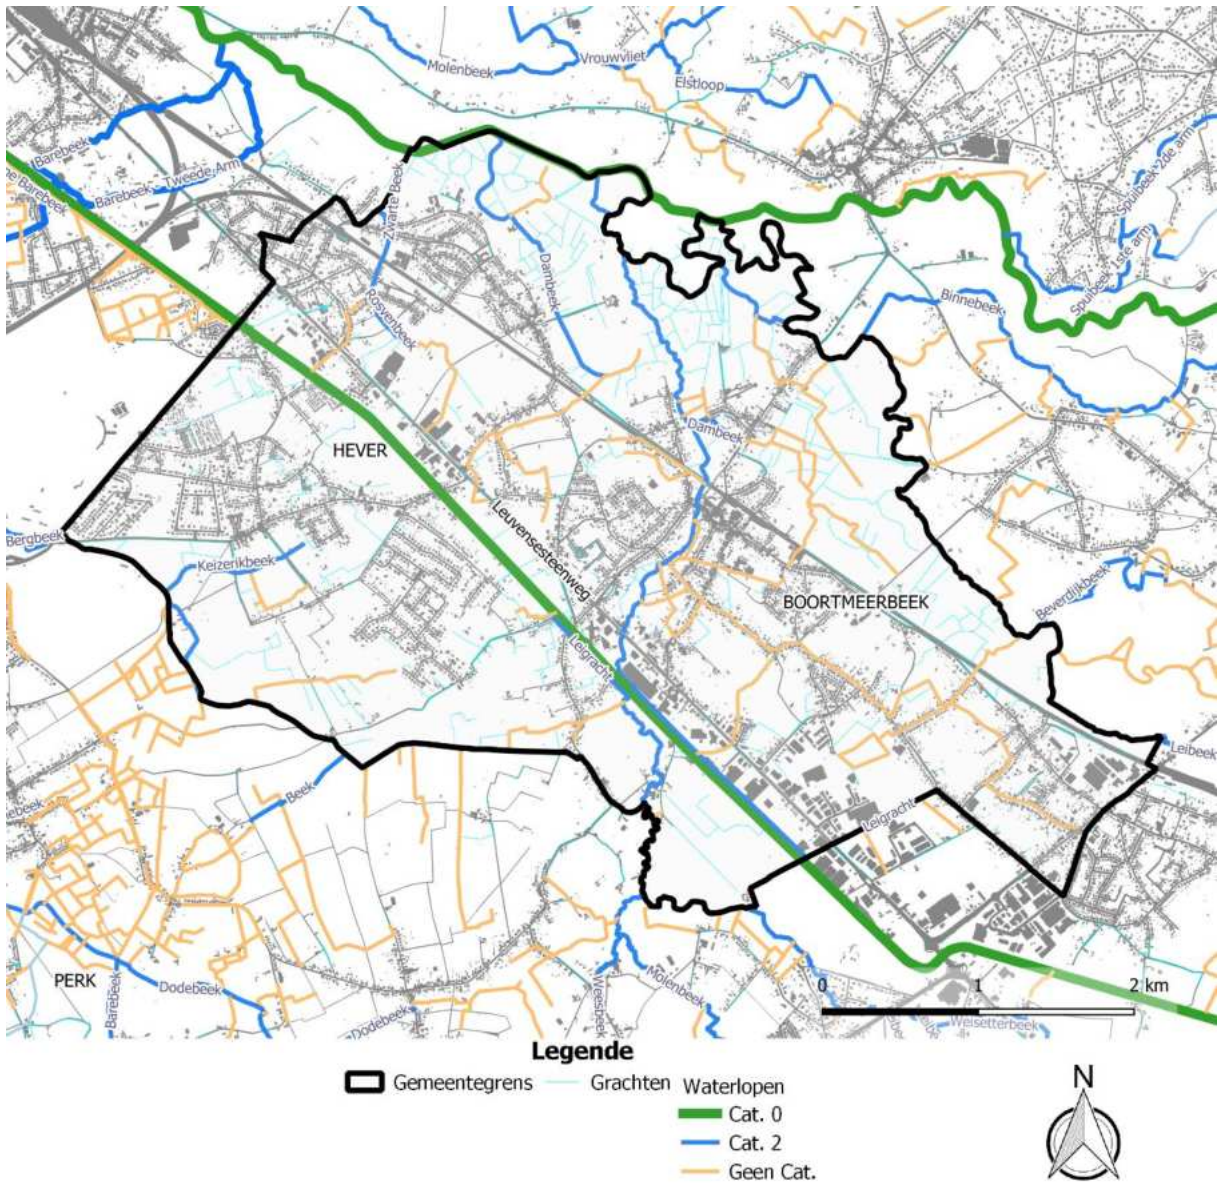 Molenbeek
Vrouwvliet
Elstloop
Barebeek
Barebeek - Tweede Arm
Barebeek
Zwarte Beek
Spuibeek 2de arm
Spuibeek 1ste arm
Dambeek
Binnebeek
Rosvenbeek
Dambeek
HEVER
Leuvensesteenweg
Bergbeek
Keizerikbeek
Beverdijkbeek
BOORTMEERBEEK
Leigracht
Leibeek
Beek
Leigracht
PERK
Barebeek
Dodebeek
Dodebeek
Weesbeek
Molenbeek
Weisetterbeek
0 1 2 km
Legende
Gemeentegrens
Grachten
Waterlopen
Cat. 0
Cat. 2
Geen Cat.
N